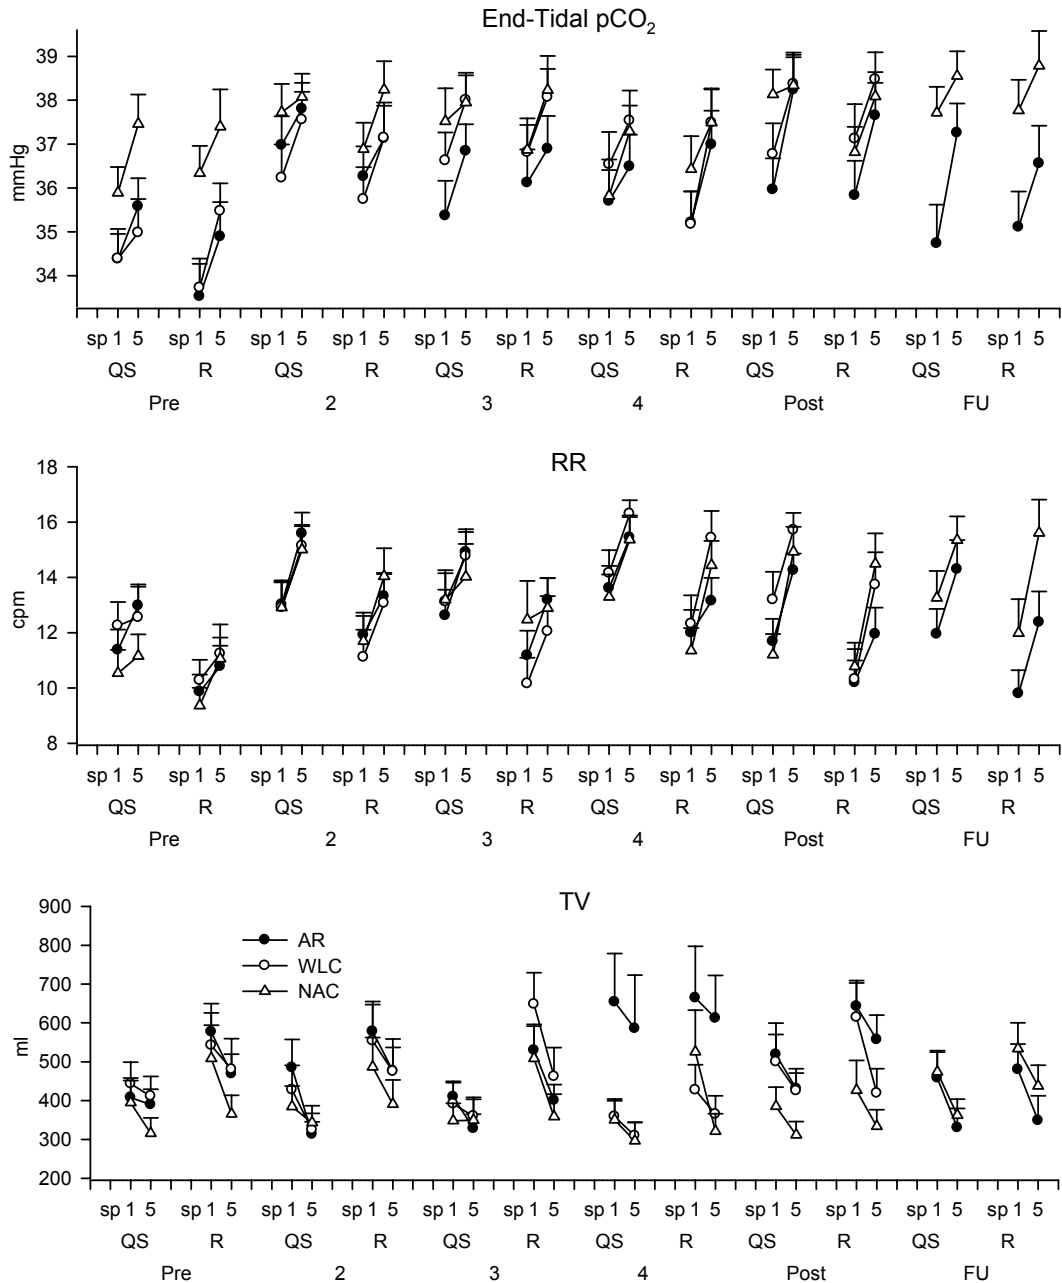 End-Tidal pCO₂
39
38
37
36
35
34
mmHg
sp 1 5 sp 1 5 sp 1 5 sp 1 5 sp 1 5 sp 1 5 sp 1 5 sp 1 5 sp 1 5 sp 1 5 sp 1 5 sp 1 5
QS R QS R QS R QS R QS R QS R
Pre 2 3 4 Post FU
RR
18
16
14
12
10
8
cpm
sp 1 5 sp 1 5 sp 1 5 sp 1 5 sp 1 5 sp 1 5 sp 1 5 sp 1 5 sp 1 5 sp 1 5 sp 1 5 sp 1 5
QS R QS R QS R QS R QS R QS R
Pre 2 3 4 Post FU
TV
900
800
700
600
500
400
300
200
ml
AR
WLC
NAC
sp 1 5 sp 1 5 sp 1 5 sp 1 5 sp 1 5 sp 1 5 sp 1 5 sp 1 5 sp 1 5 sp 1 5 sp 1 5 sp 1 5
QS R QS R QS R QS R QS R QS R
Pre 2 3 4 Post FU